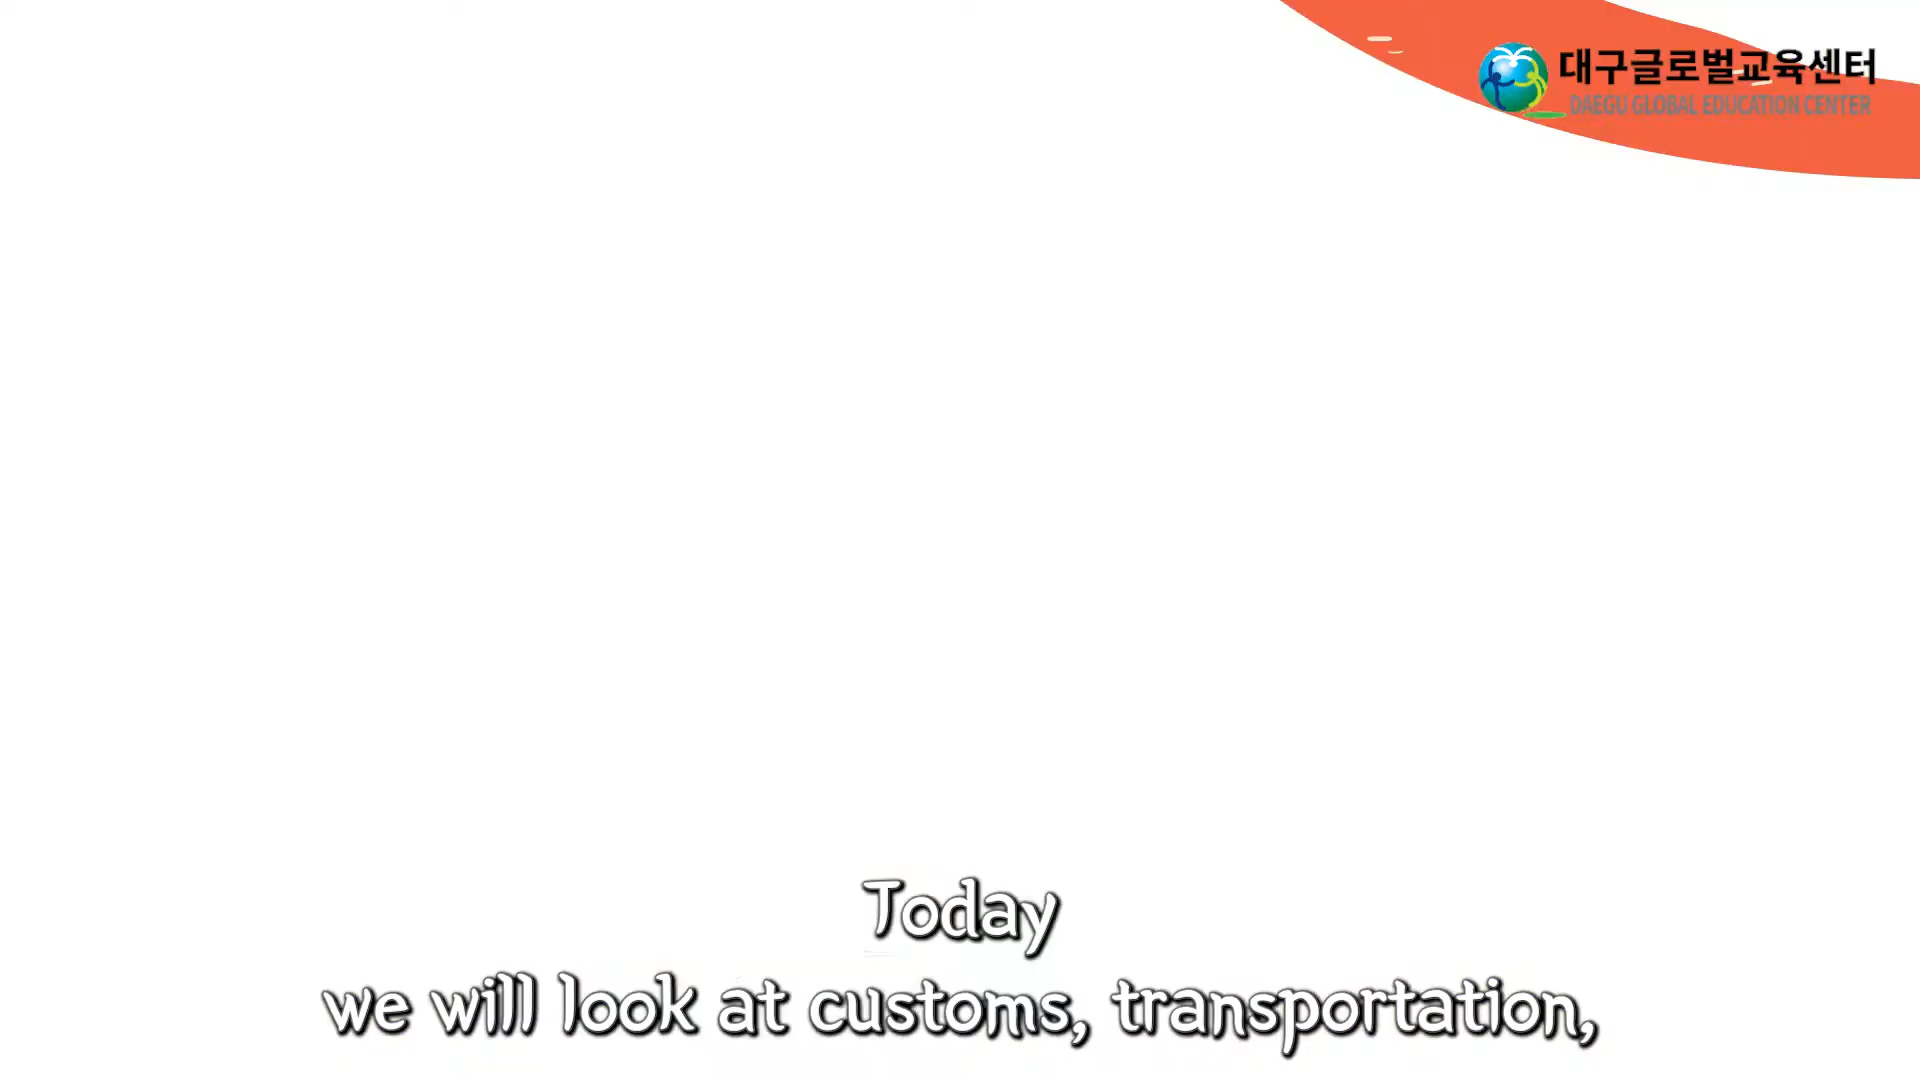 대구글로벌교육센터
DAEGU GLOBAL EDUCATION CENTER
Today
we will look at customs, transportation,